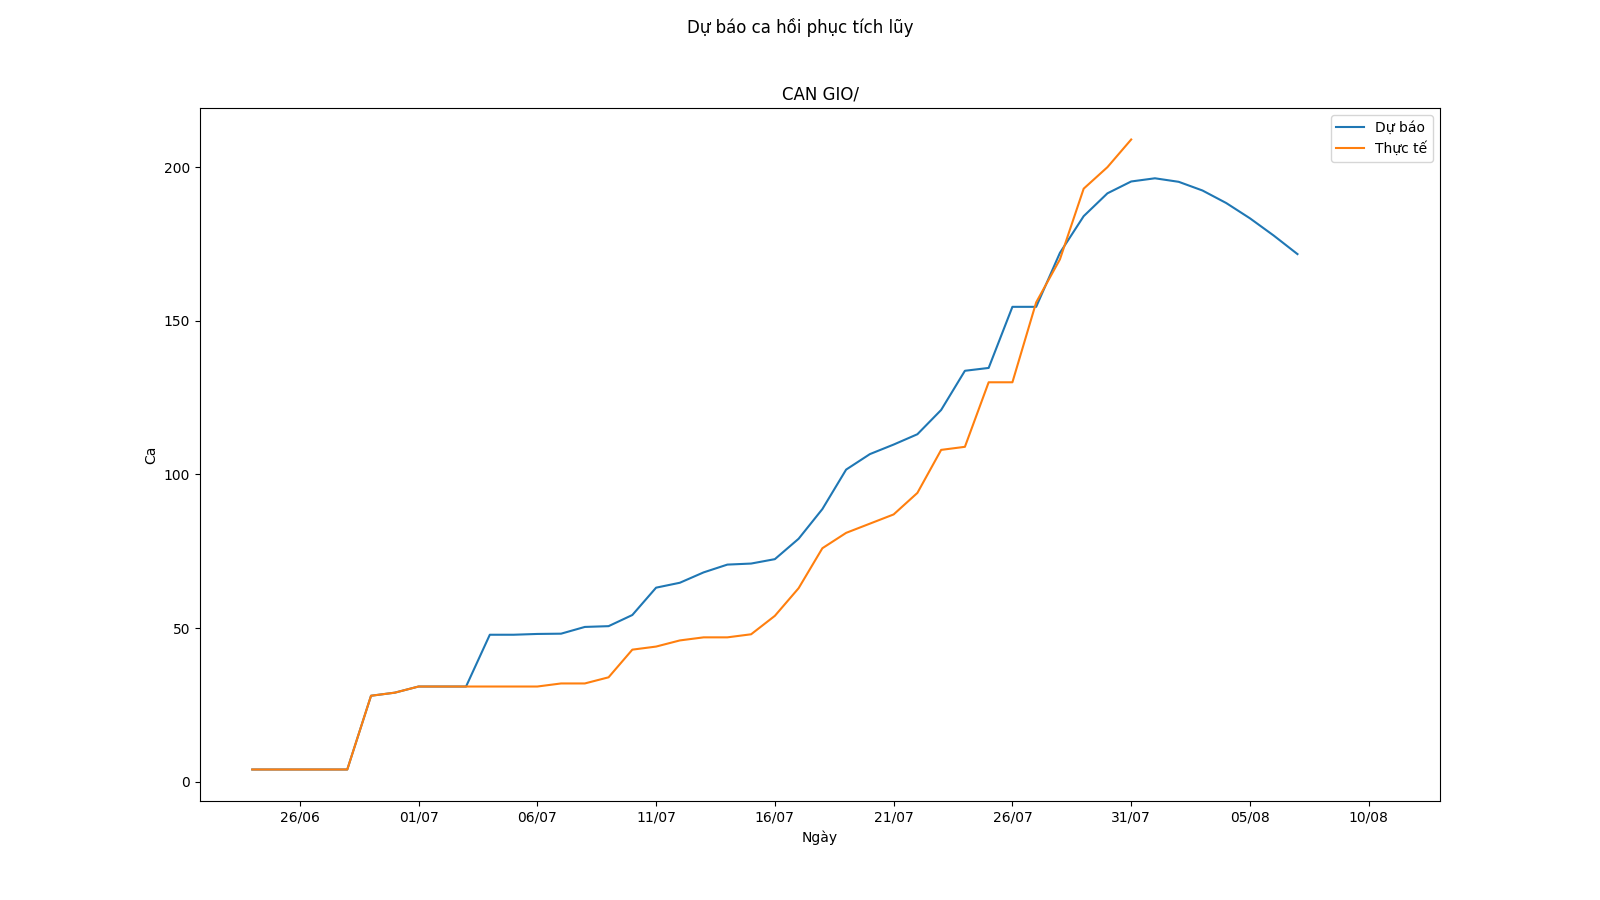 Dự báo ca hồi phục tích lũy
CAN GIO/
Dự báo
Thực tế
200
150
100
50
0
Ca
26/06
01/07
06/07
11/07
16/07
21/07
26/07
31/07
05/08
10/08
Ngày